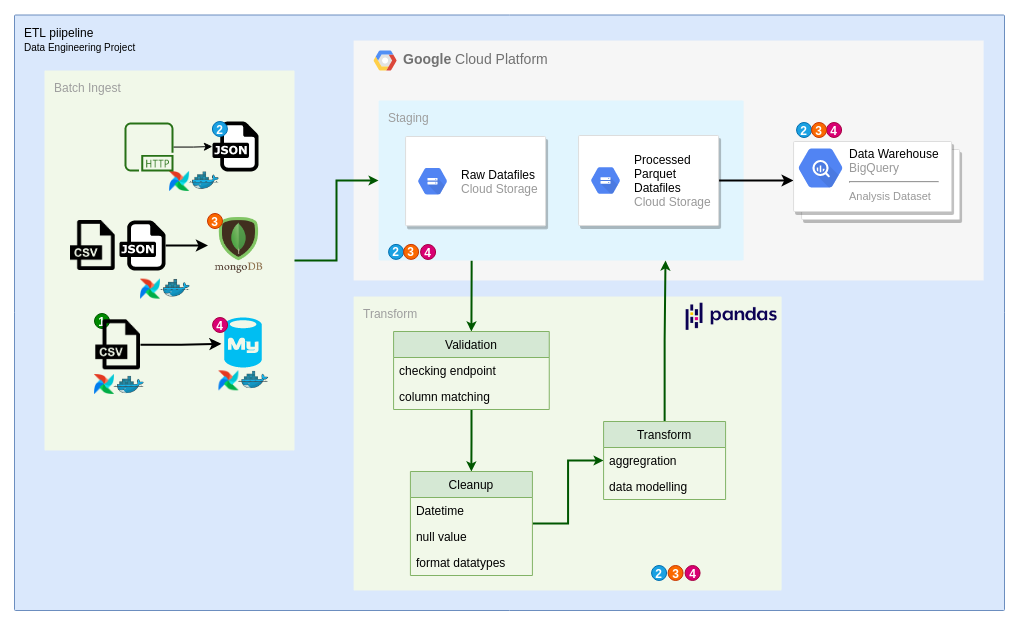 ETL piipeline
Data Engineering Project
Batch Ingest
2
JSON
HTTP
CSV
JSON
3
mongoDB
1
CSV
4
My
Google Cloud Platform
Staging
Raw Datafiles
Cloud Storage
Processed
Parquet
Datafiles
Cloud Storage
2 3 4
2 3 4
Data Warehouse
BigQuery
Analysis Dataset
Transform
pandas
Validation
checking endpoint
column matching
Cleanup
Datetime
null value
format datatypes
Transform
aggregration
data modelling
2 3 4